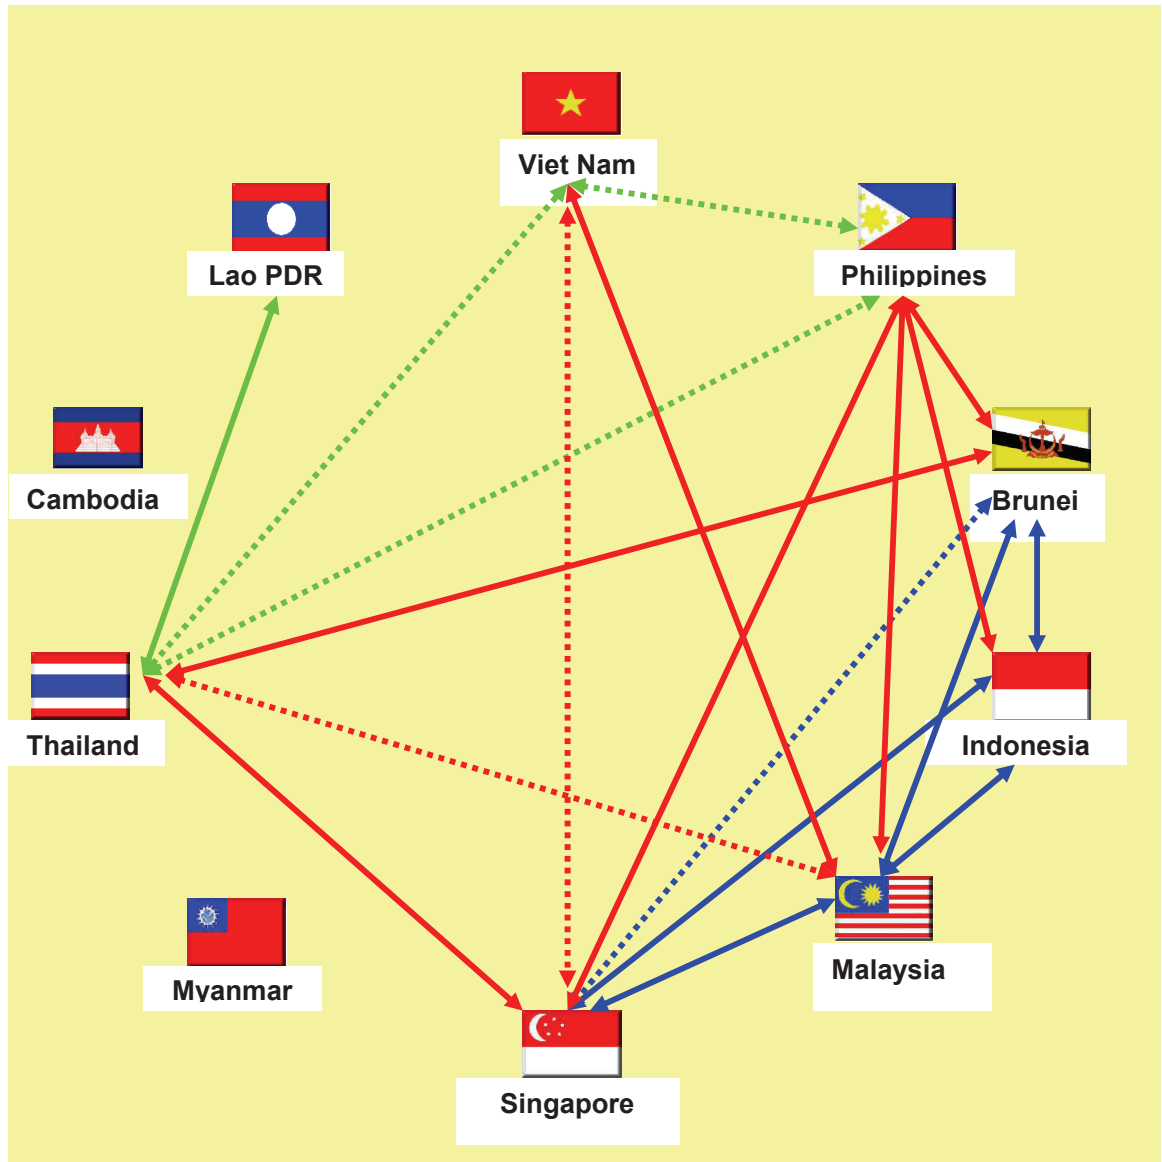 Viet Nam
Lao PDR
Philippines
Cambodia
Brunei
Thailand
Indonesia
Myanmar
Malaysia
Singapore